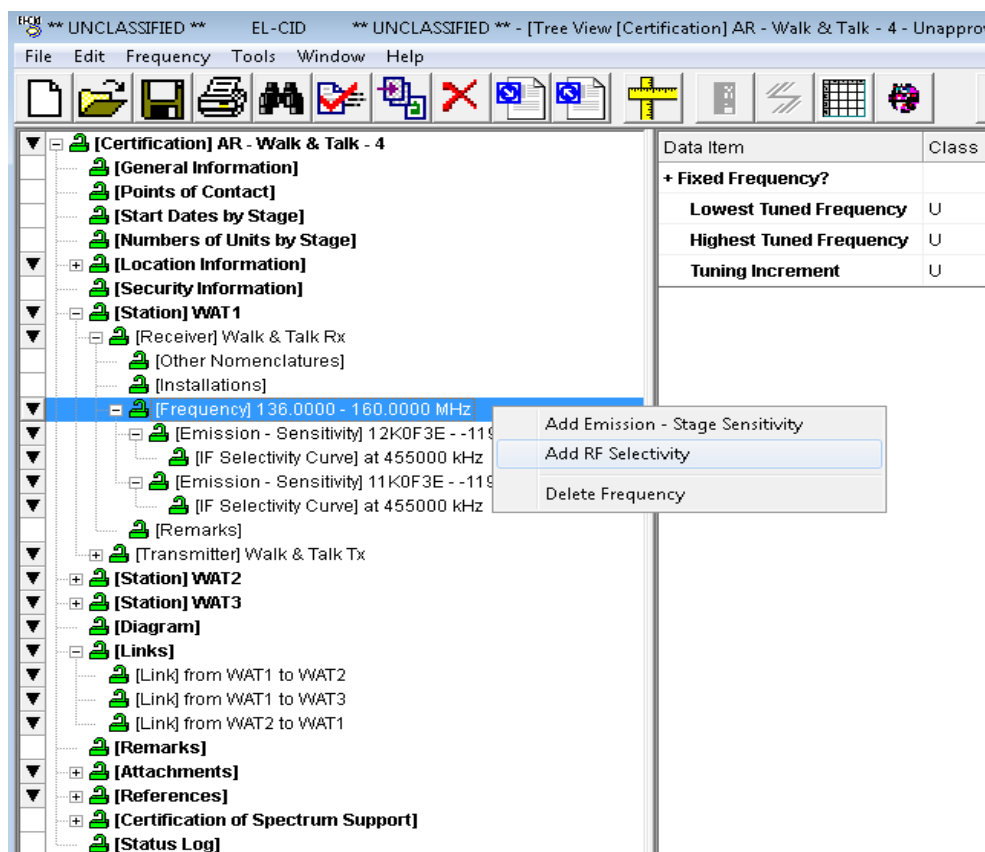 ** UNCLASSIFIED ** EL-CID ** UNCLASSIFIED ** - [Tree View [Certification] AR - Walk & Talk - 4 - Unapprov
File Edit Frequency Tools Window Help
[Certification] AR - Walk & Talk - 4
[General Information]
[Points of Contact]
[Start Dates by Stage]
[Numbers of Units by Stage]
[Location Information]
[Security Information]
[Station] WAT1
[Receiver] Walk & Talk Rx
[Other Nomenclatures]
[Installations]
[Frequency] 136.0000 - 160.0000 MHz
[Emission - Sensitivity] 12K0F3E - -119
[IF Selectivity Curve] at 455000 kHz
[Emission - Sensitivity] 11K0F3E - -119
[IF Selectivity Curve] at 455000 kHz
[Remarks]
[Transmitter] Walk & Talk Tx
[Station] WAT2
[Station] WAT3
[Diagram]
[Links]
[Link] from WAT1 to WAT2
[Link] from WAT1 to WAT3
[Link] from WAT2 to WAT1
[Remarks]
[Attachments]
[References]
[Certification of Spectrum Support]
[Status Log]
Add Emission - Stage Sensitivity
Add RF Selectivity
Delete Frequency
Data Item Class
+ Fixed Frequency?
Lowest Tuned Frequency U
Highest Tuned Frequency U
Tuning Increment U